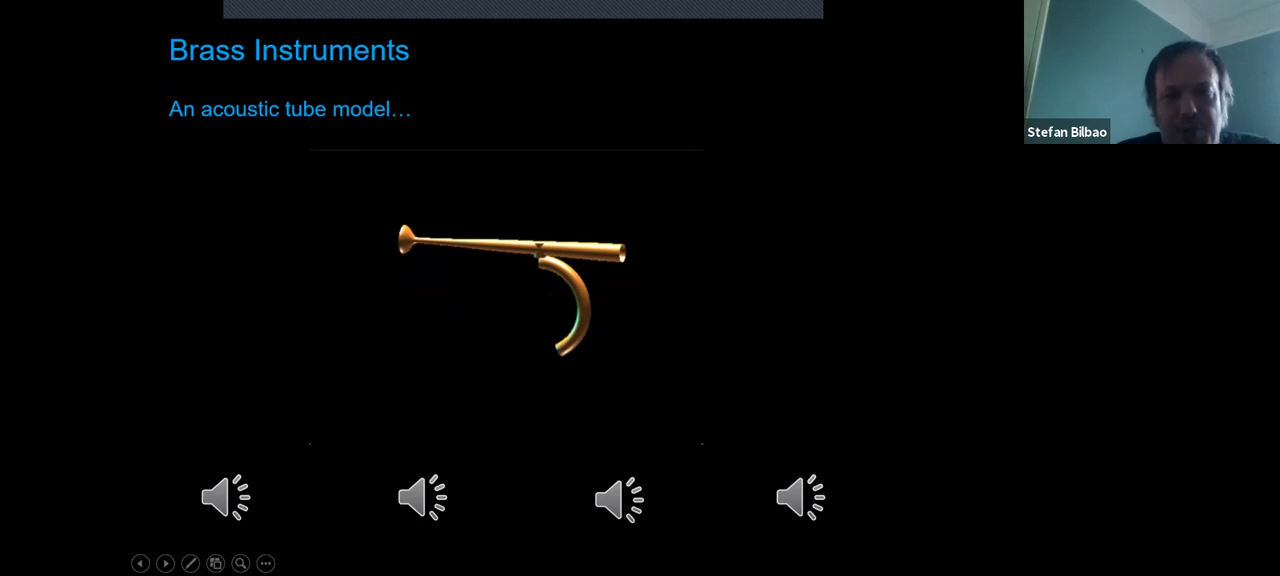 Brass Instruments
An acoustic tube model…
Stefan Bilbao